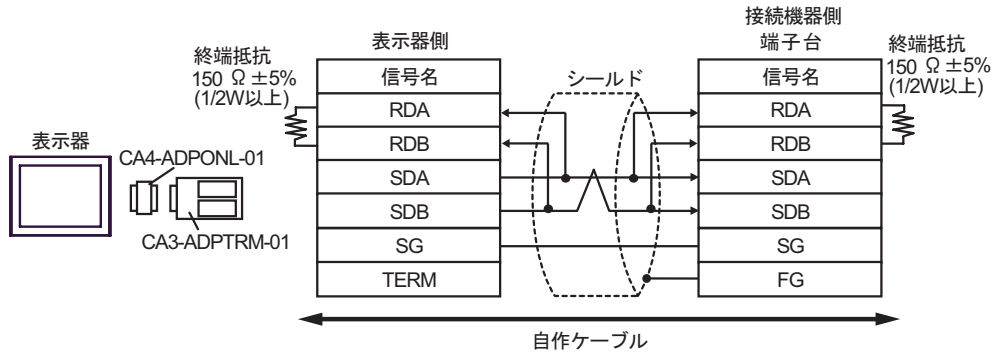 接続機器側
表示器側
端子台
終端抵抗
150 Ω ±5%
(1/2W以上)
信号名
シールド
信号名
終端抵抗
150 Ω ±5%
(1/2W以上)
RDA
RDA
RDB
RDB
表示器
CA4-ADPONL-01
SDA
SDA
SDB
SDB
CA3-ADPTRM-01
SG
SG
TERM
FG
自作ケーブル